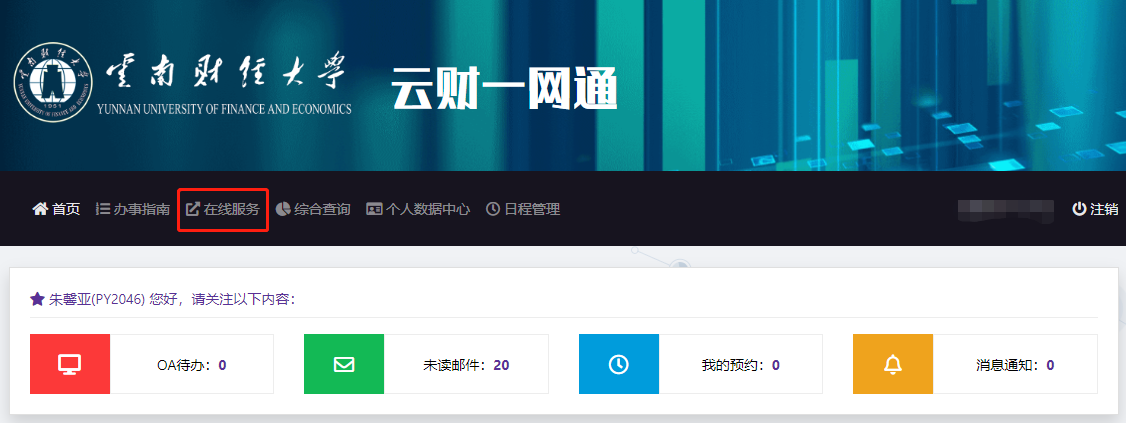 雲南财经大学
YUNNAN UNIVERSITY OF FINANCE AND ECONOMICS
1951
云财一网通
首页 办事指南 在线服务 综合查询 个人数据中心 日程管理 注销
朱馨亚(PY2046) 您好，请关注以下内容：
OA待办：0 未读邮件：20 我的预约：0 消息通知：0